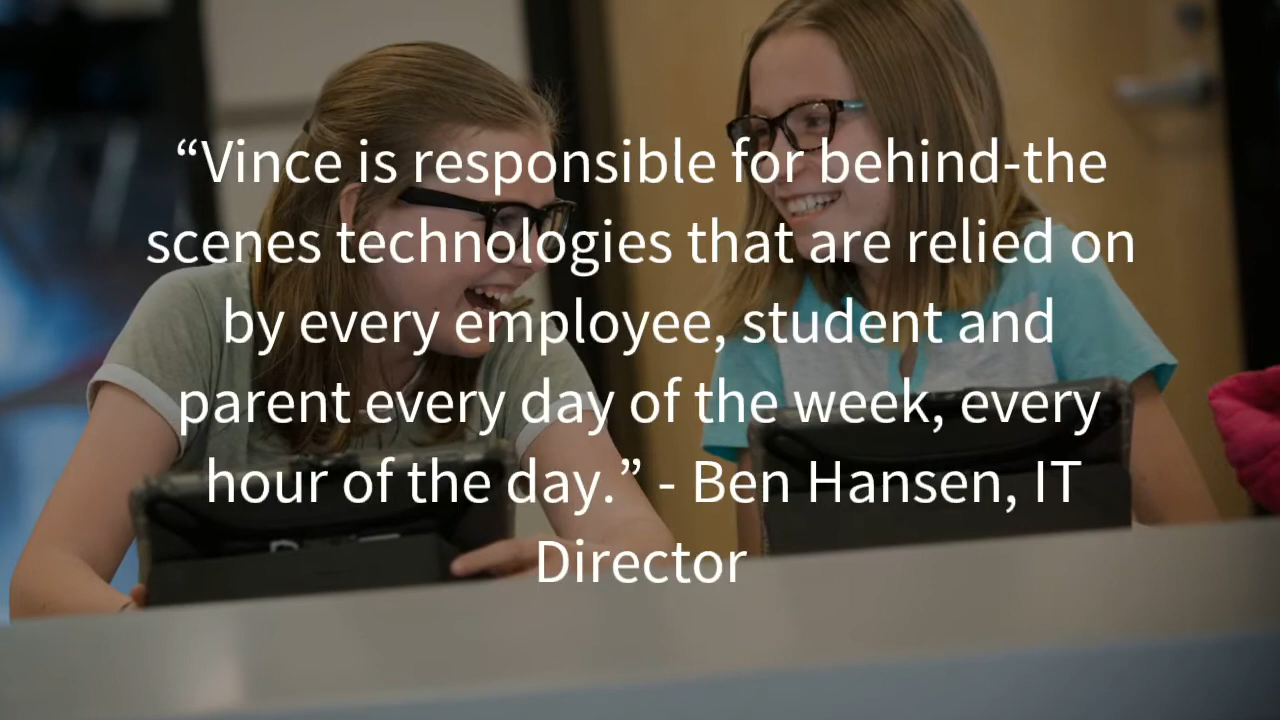 “Vince is responsible for behind-the
scenes technologies that are relied on
by every employee, student and
parent every day of the week, every
hour of the day.” - Ben Hansen, IT
Director